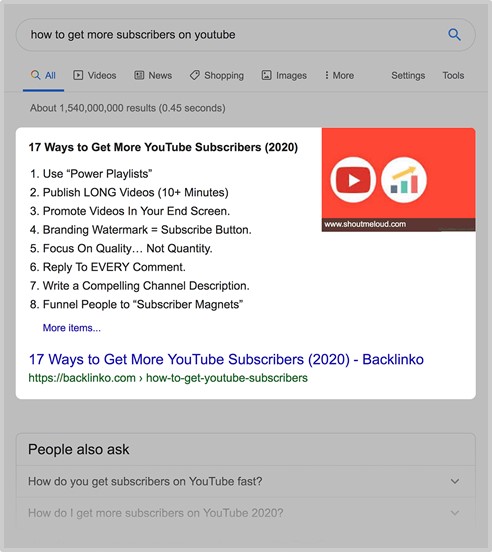 how to get more subscribers on youtube
All Videos News Shopping Images More Settings Tools
About 1,540,000,000 results (0.45 seconds)
17 Ways to Get More YouTube Subscribers (2020)
1. Use “Power Playlists”
2. Publish LONG Videos (10+ Minutes)
3. Promote Videos In Your End Screen.
4. Branding Watermark = Subscribe Button.
5. Focus On Quality… Not Quantity.
6. Reply To EVERY Comment.
7. Write a Compelling Channel Description.
8. Funnel People to “Subscriber Magnets”
More items...
www.shoutmeloud.com
17 Ways to Get More YouTube Subscribers (2020) - Backlinko
https://backlinko.com › how-to-get-youtube-subscribers
People also ask
How do you get subscribers on YouTube fast?
How do I get more subscribers on YouTube 2020?